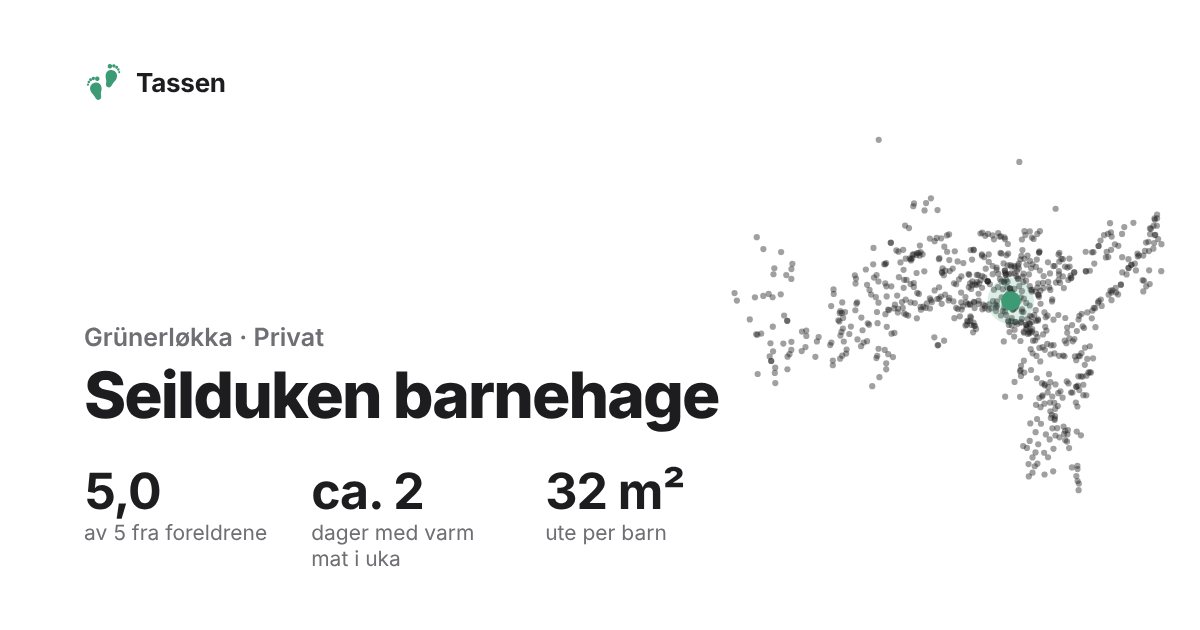 Tassen
Grünerløkka · Privat
Seilduken barnehage
5,0
av 5 fra foreldrene
ca. 2
dager med varm
mat i uka
32 m²
ute per barn